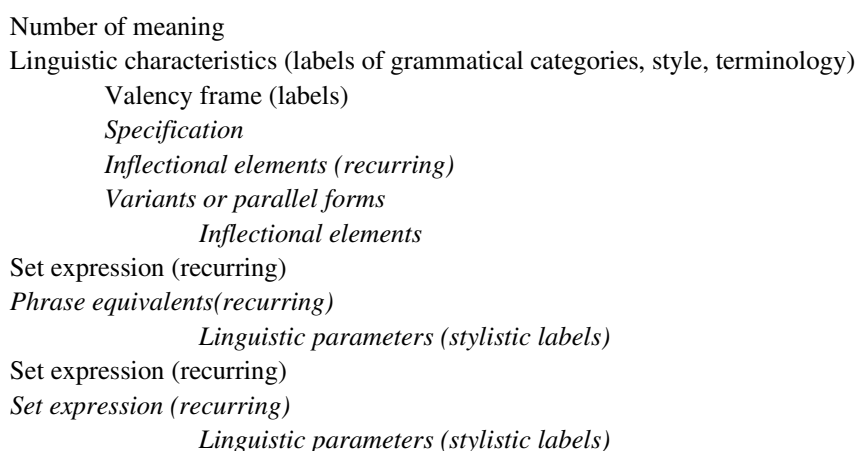 Number of meaning
Linguistic characteristics (labels of grammatical categories, style, terminology)
Valency frame (labels)
Specification
Inflectional elements (recurring)
Variants or parallel forms
Inflectional elements
Set expression (recurring)
Phrase equivalents(recurring)
Linguistic parameters (stylistic labels)
Set expression (recurring)
Set expression (recurring)
Linguistic parameters (stylistic labels)